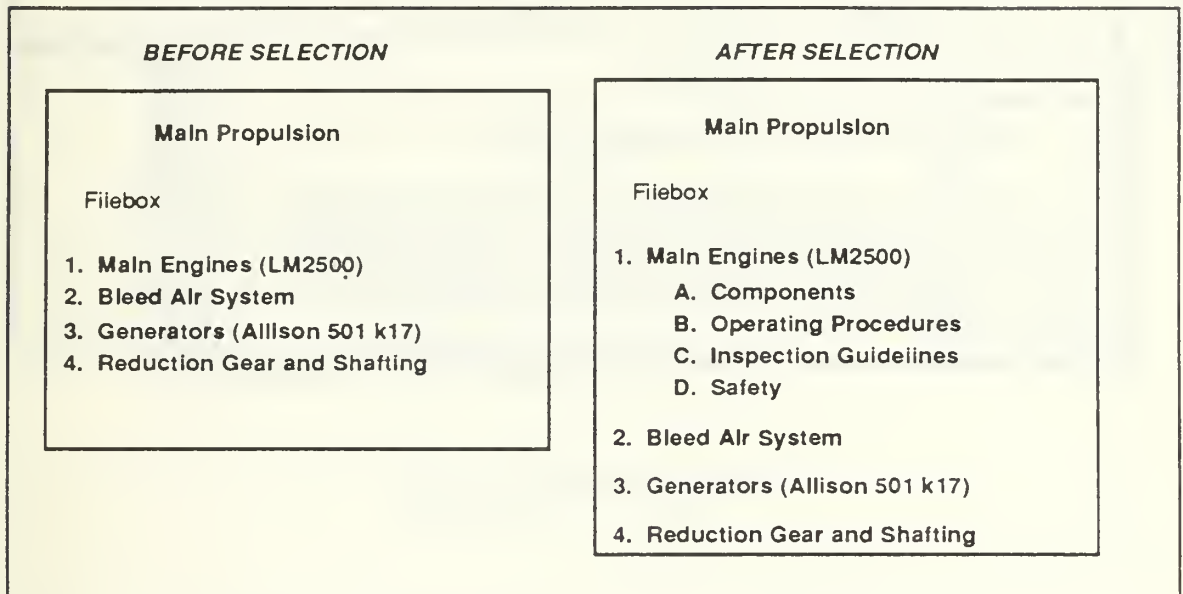 BEFORE SELECTION
Main Propulsion
Filebox
1. Main Engines (LM2500)
2. Bleed Air System
3. Generators (Allison 501 k17)
4. Reduction Gear and Shafting
AFTER SELECTION
Main Propulsion
Filebox
1. Main Engines (LM2500)
A. Components
B. Operating Procedures
C. Inspection Guidelines
D. Safety
2. Bleed Air System
3. Generators (Allison 501 k17)
4. Reduction Gear and Shafting